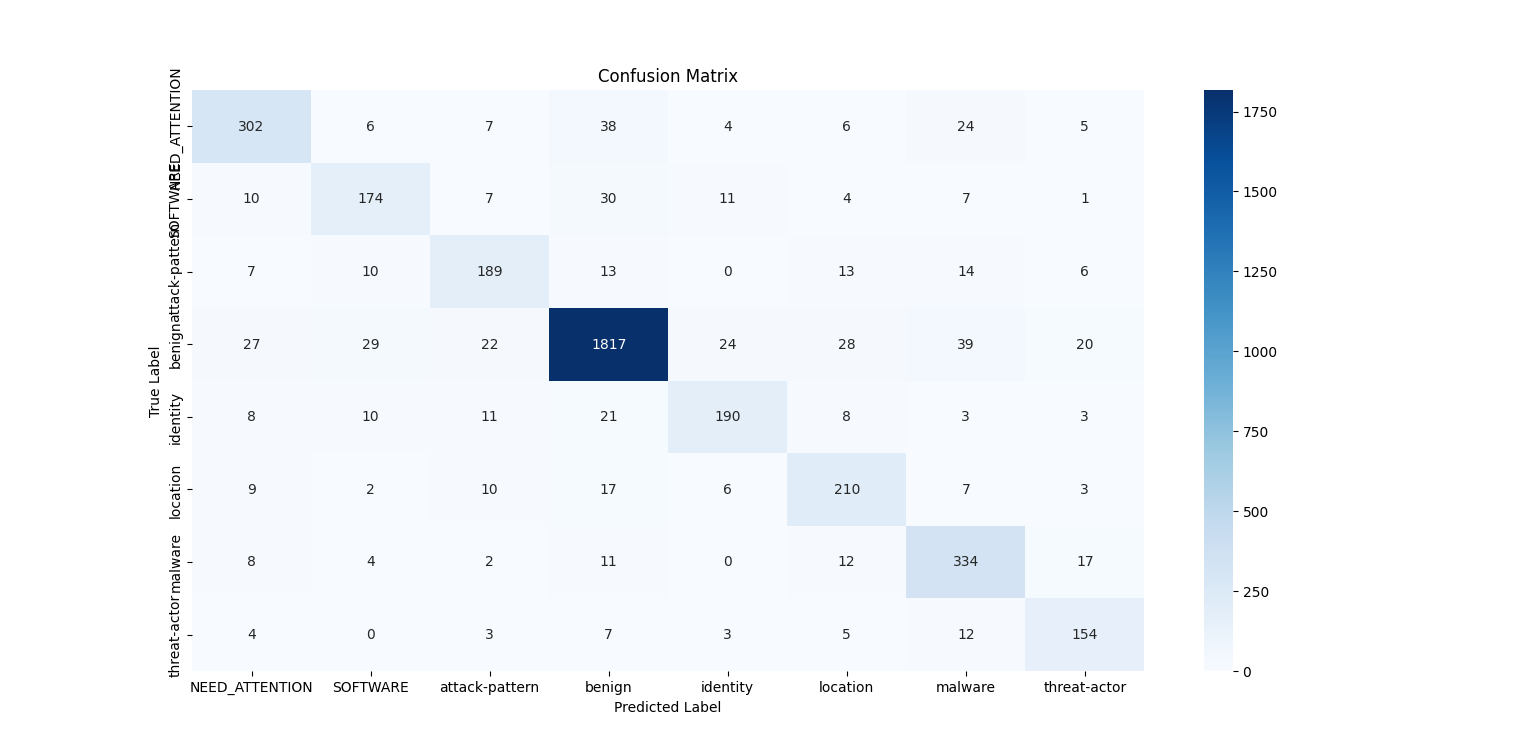 Confusion Matrix
True Label
NEED_ATTENTION 302 6 7 38 4 6 24 5
SOFTWARE 10 174 7 30 11 4 7 1
attack-pattern 7 10 189 13 0 13 14 6
benign 27 29 22 1817 24 28 39 20
identity 8 10 11 21 190 8 3 3
location 9 2 10 17 6 210 7 3
malware 8 4 2 11 0 12 334 17
threat-actor 4 0 3 7 3 5 12 154
NEED_ATTENTION SOFTWARE attack-pattern benign identity location malware threat-actor
Predicted Label
1750
1500
1250
1000
750
500
250
0